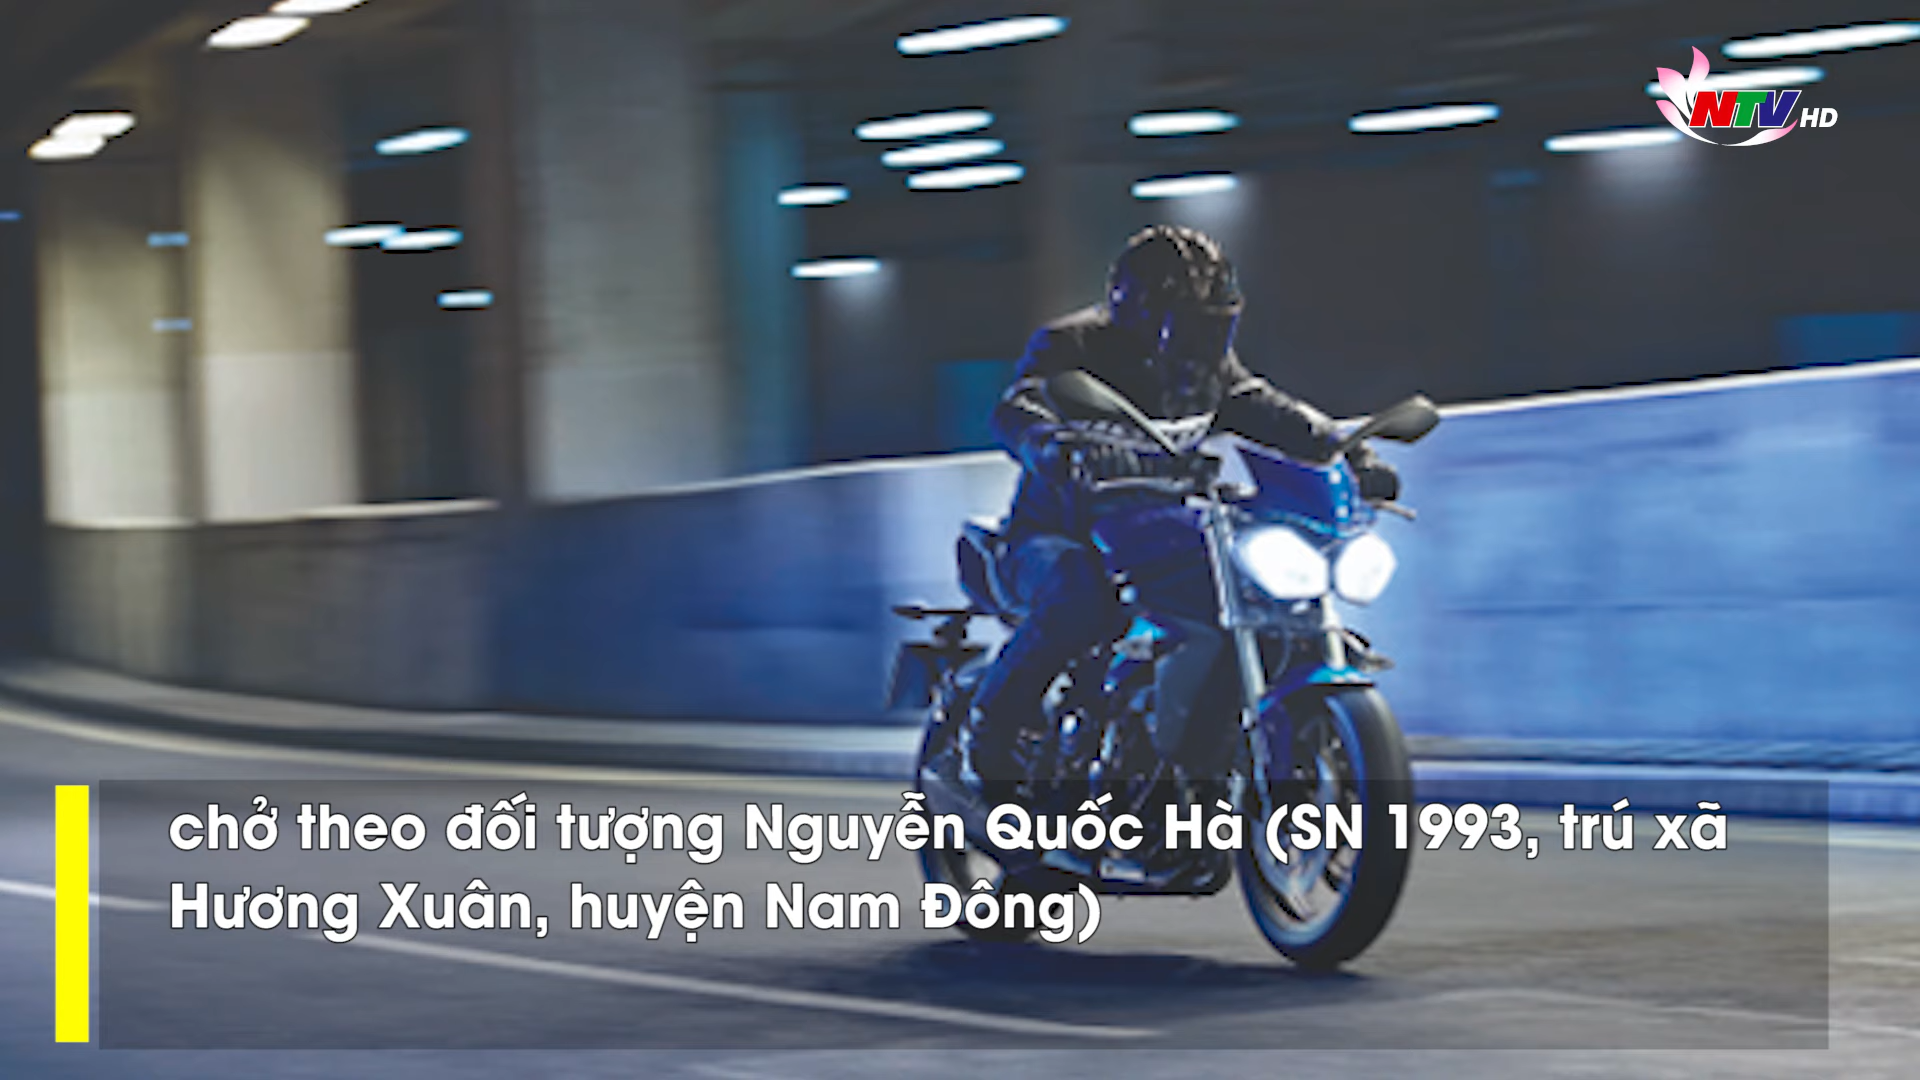 NTV HD
chở theo đối tượng Nguyễn Quốc Hà (SN 1993, trú xã
Hương Xuân, huyện Nam Đông)